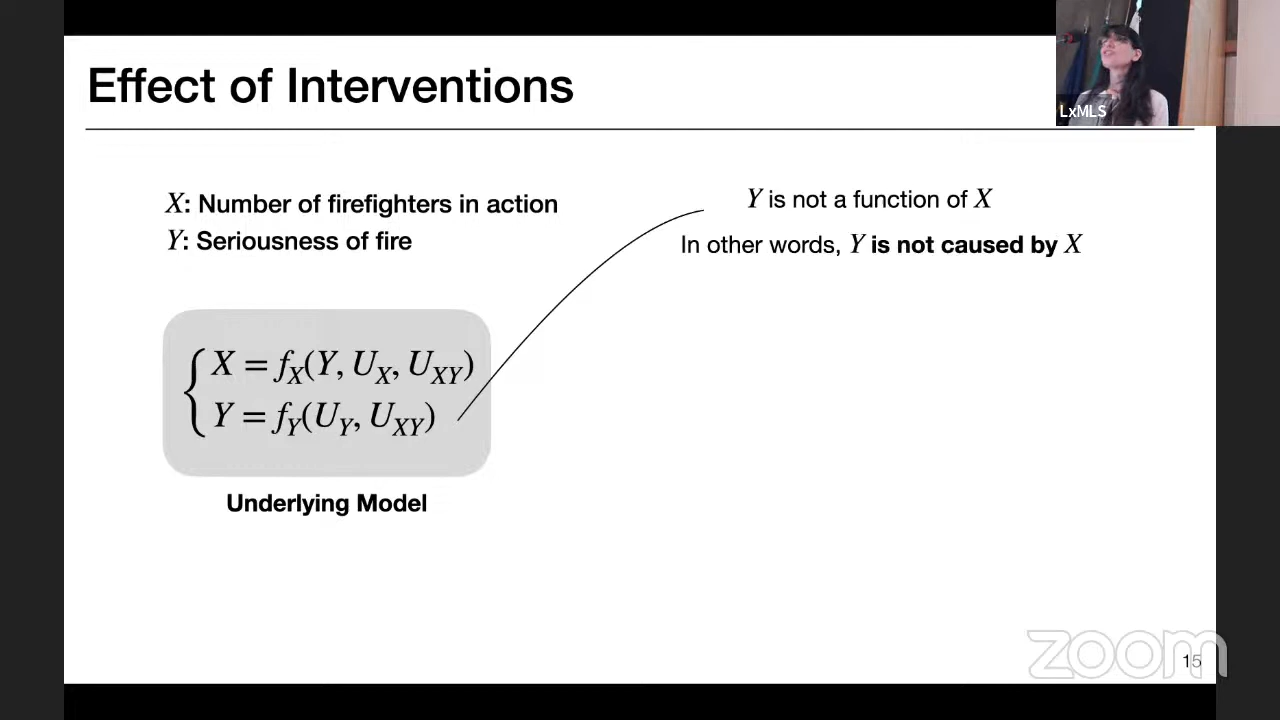 Effect of Interventions
LxMLS
X: Number of firefighters in action
Y: Seriousness of fire
Y is not a function of X
In other words, Y is not caused by X
X = f_X(Y, U_X, U_XY)
Y = f_Y(U_Y, U_XY)
Underlying Model
zoom
15